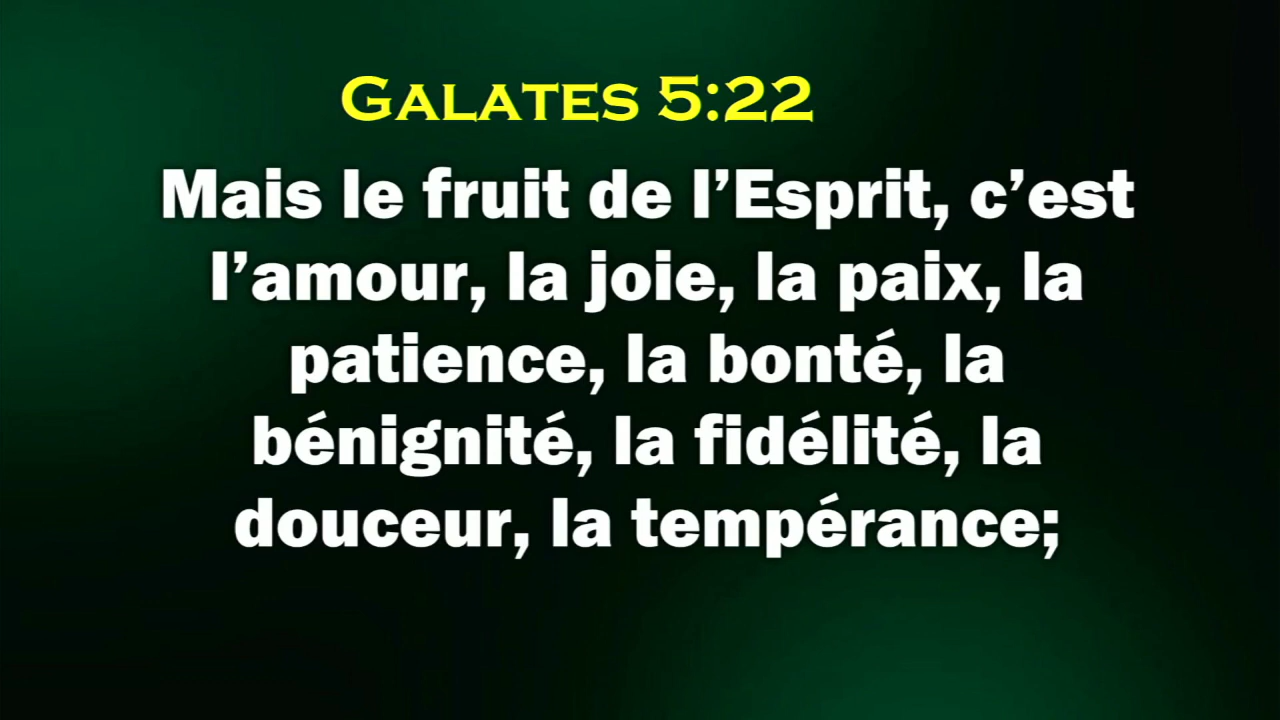 Galates 5:22
Mais le fruit de l’Esprit, c’est
l’amour, la joie, la paix, la
patience, la bonté, la
bénignité, la fidélité, la
douceur, la tempérance;